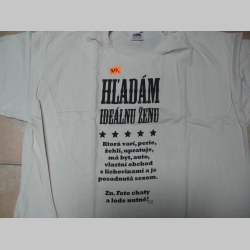 HĽADÁM
IDEÁLNU ŽENU
★ ★ ★ ★ ★
Ktorá varí, perie,
žehlí, upratuje,
má byt, auto,
vlastní obchod
s liehovinami a je
posadnutá sexom.
Zn. Foto chaty
a lode nutné!